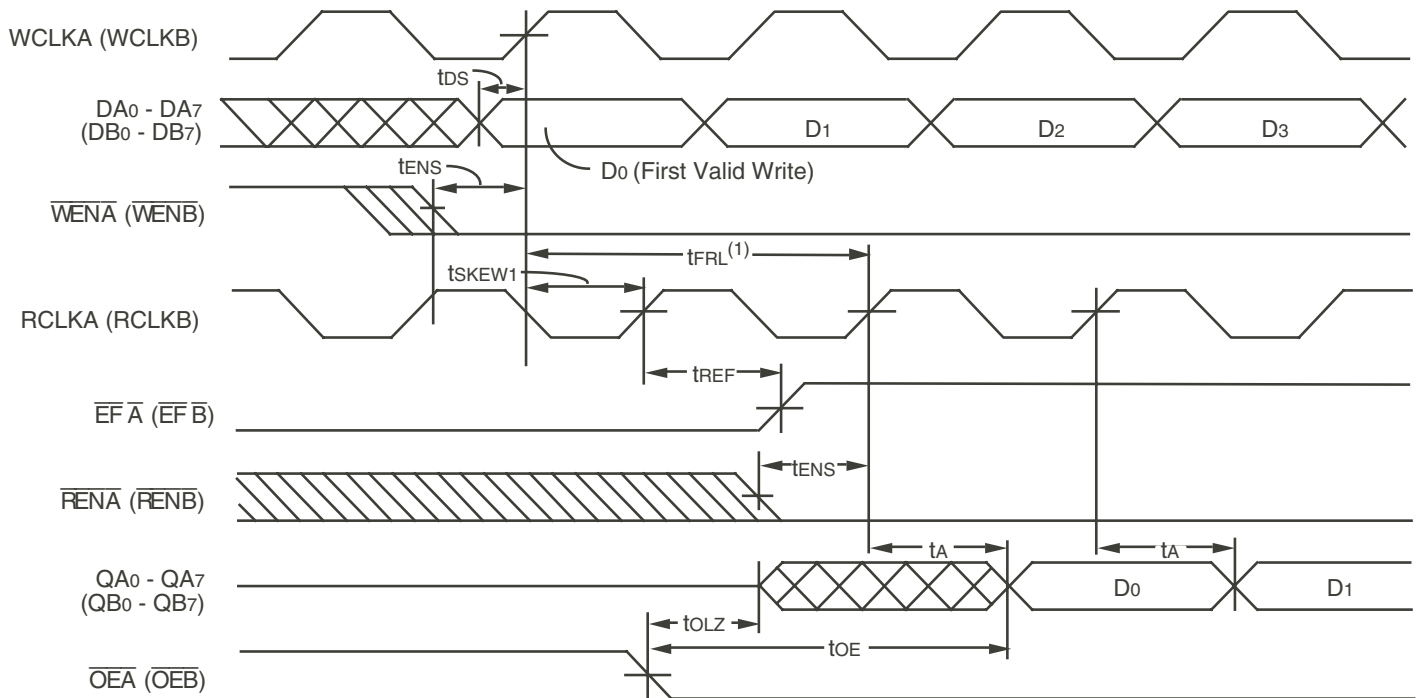 WCLKA (WCLKB)
tDS
DA0 - DA7
(DB0 - DB7)
D1
D2
D3
tENS
D0 (First Valid Write)
WENA (WENB)
tFRL(1)
tSKEW1
RCLKA (RCLKB)
tREF
EF A (EF B)
tENS
RENA (RENB)
tA
tA
QA0 - QA7
(QB0 - QB7)
D0
D1
tOLZ
tOE
OEA (OEB)